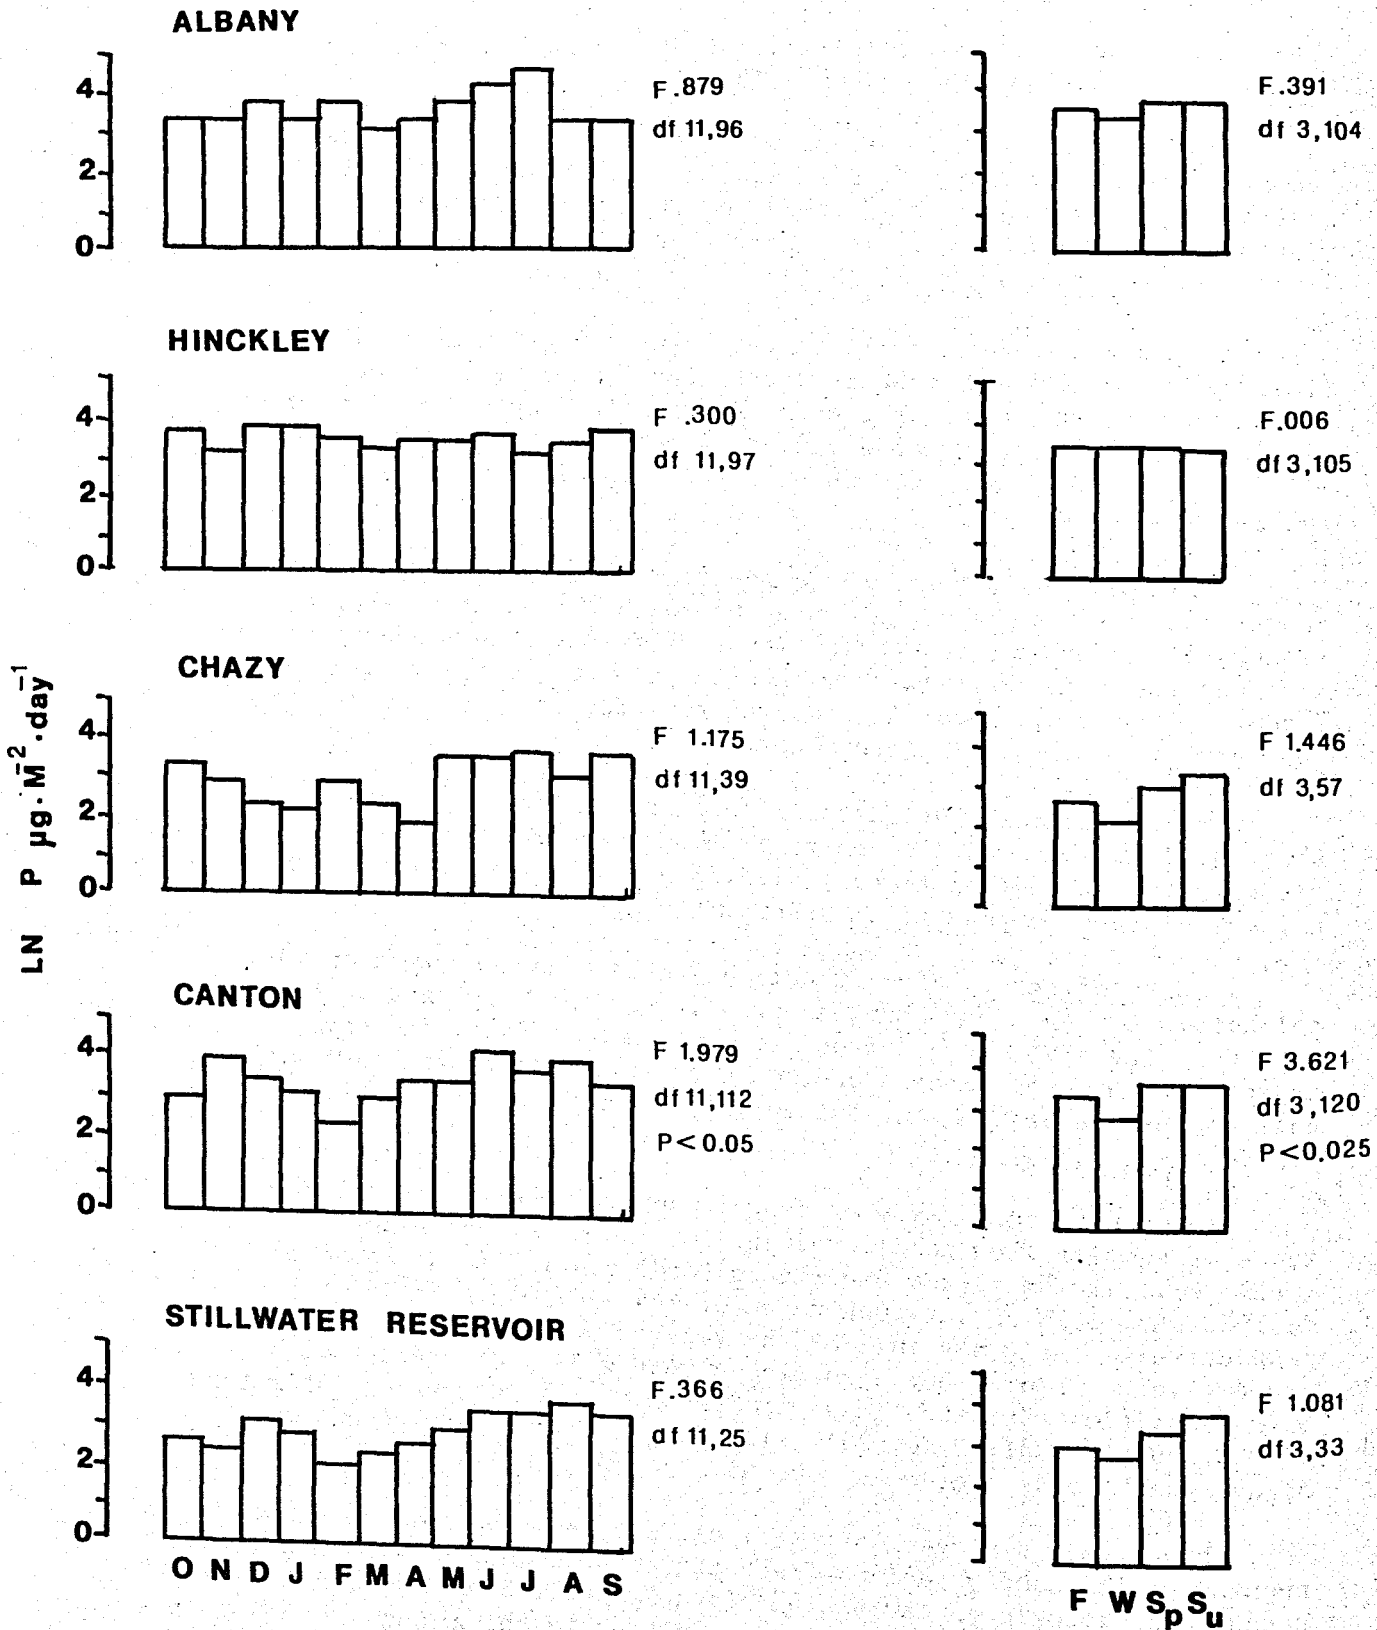 ALBANY
4
2
0
F .879
df 11,96
F .391
df 3,104
HINCKLEY
4
2
0
F .300
df 11,97
F .006
df 3,105
LN P µg·M⁻²·day⁻¹
CHAZY
4
2
0
F 1.175
df 11,39
F 1.446
df 3,57
CANTON
4
2
0
F 1.979
df 11,112
P<0.05
F 3.621
df 3,120
P<0.025
STILLWATER RESERVOIR
4
2
0
F .366
df 11,25
F 1.081
df 3,33
O N D J F M A M J J A S
F W Sp Su